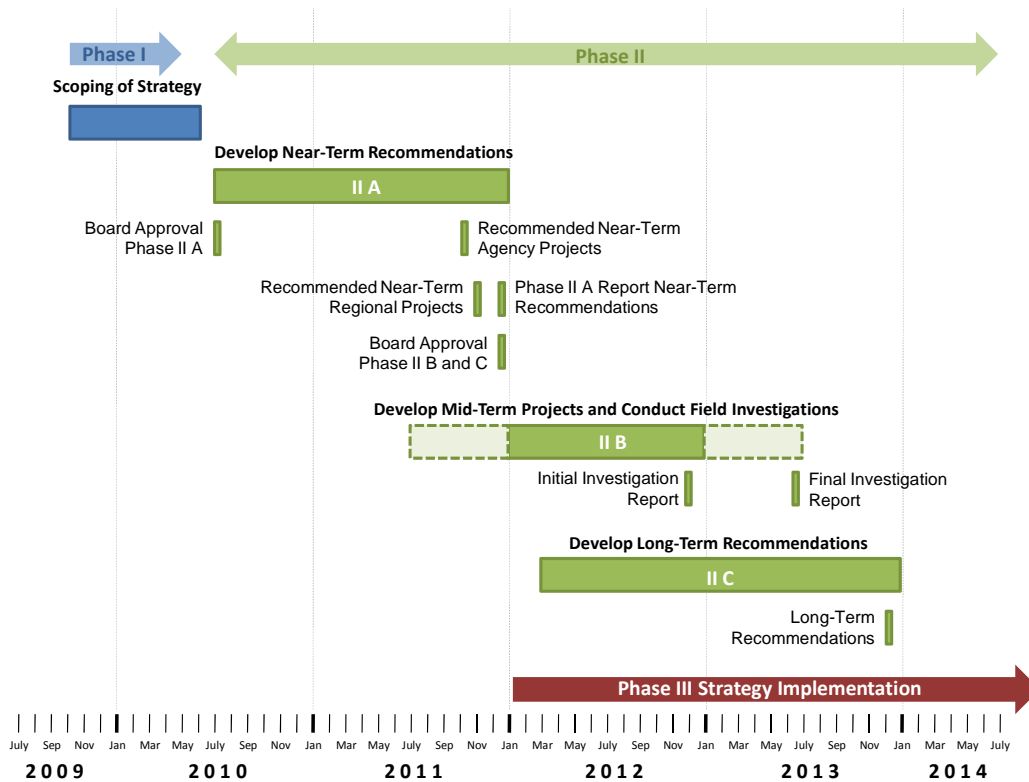 Phase I
Phase II
Scoping of Strategy
Develop Near-Term Recommendations
II A
Board Approval
Phase II A
Recommended Near-Term
Agency Projects
Recommended Near-Term
Regional Projects
Phase II A Report Near-Term
Recommendations
Board Approval
Phase II B and C
Develop Mid-Term Projects and Conduct Field Investigations
II B
Initial Investigation
Report
Final Investigation
Report
Develop Long-Term Recommendations
II C
Long-Term
Recommendations
Phase III Strategy Implementation
July Sep Nov Jan Mar May July Sep Nov Jan Mar May July Sep Nov Jan Mar May July Sep Nov Jan Mar May July Sep Nov Jan Mar May July
2009 2010 2011 2012 2013 2014